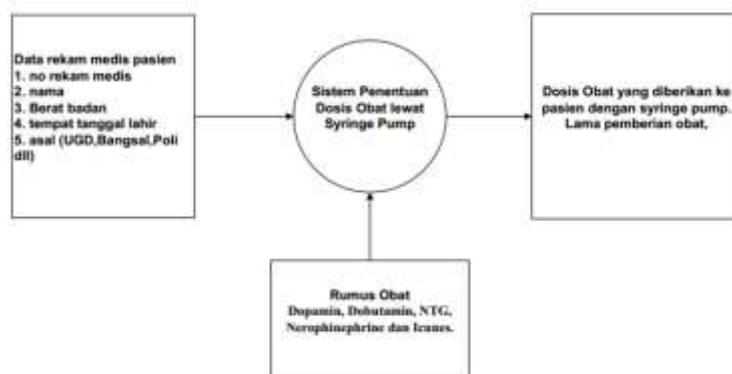 Data rekam medis pasien
1. no rekam medis
2. nama
3. Berat badan
4. tempat tanggal lahir
5. asal (UGD,Bangsal,Poli
dll)
Sistem Penentuan
Dosis Obat lewat
Syringe Pump
Dosis Obat yang diberikan ke
pasien dengan syringe pump.
Lama pemberian obat,
Rumus Obat
Dopamin, Dobutamin, NTG,
Nerophinephrine dan Icunes.